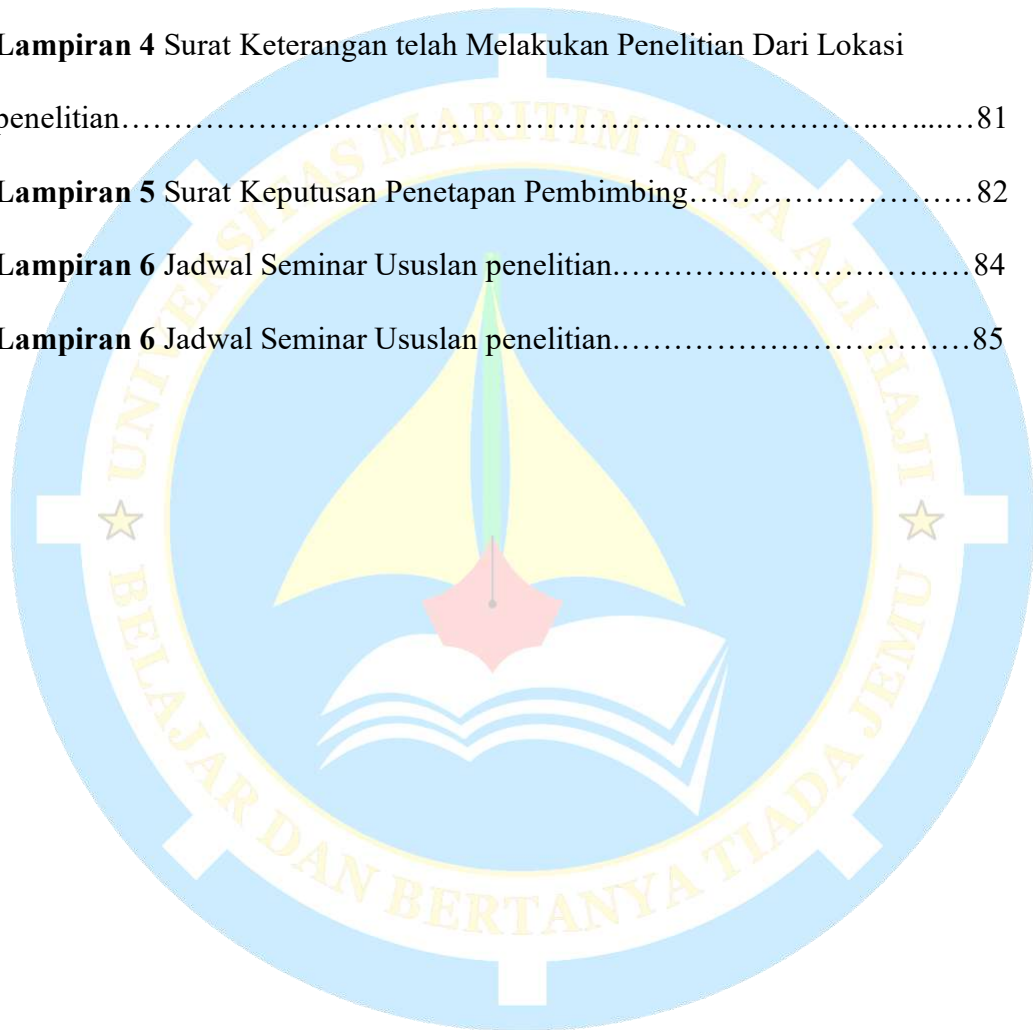 Lampiran 4 Surat Keterangan telah Melakukan Penelitian Dari Lokasi
penelitian………………………………………………………………..…...…81
Lampiran 5 Surat Keputusan Penetapan Pembimbing………………………82
Lampiran 6 Jadwal Seminar Ususlan penelitian.……………………………84
Lampiran 6 Jadwal Seminar Ususlan penelitian.……………………………85
UNIVERSITAS MARITIM RAJA ALI HAJI
BELAJAR DAN BERTANYA TIADA JEMU